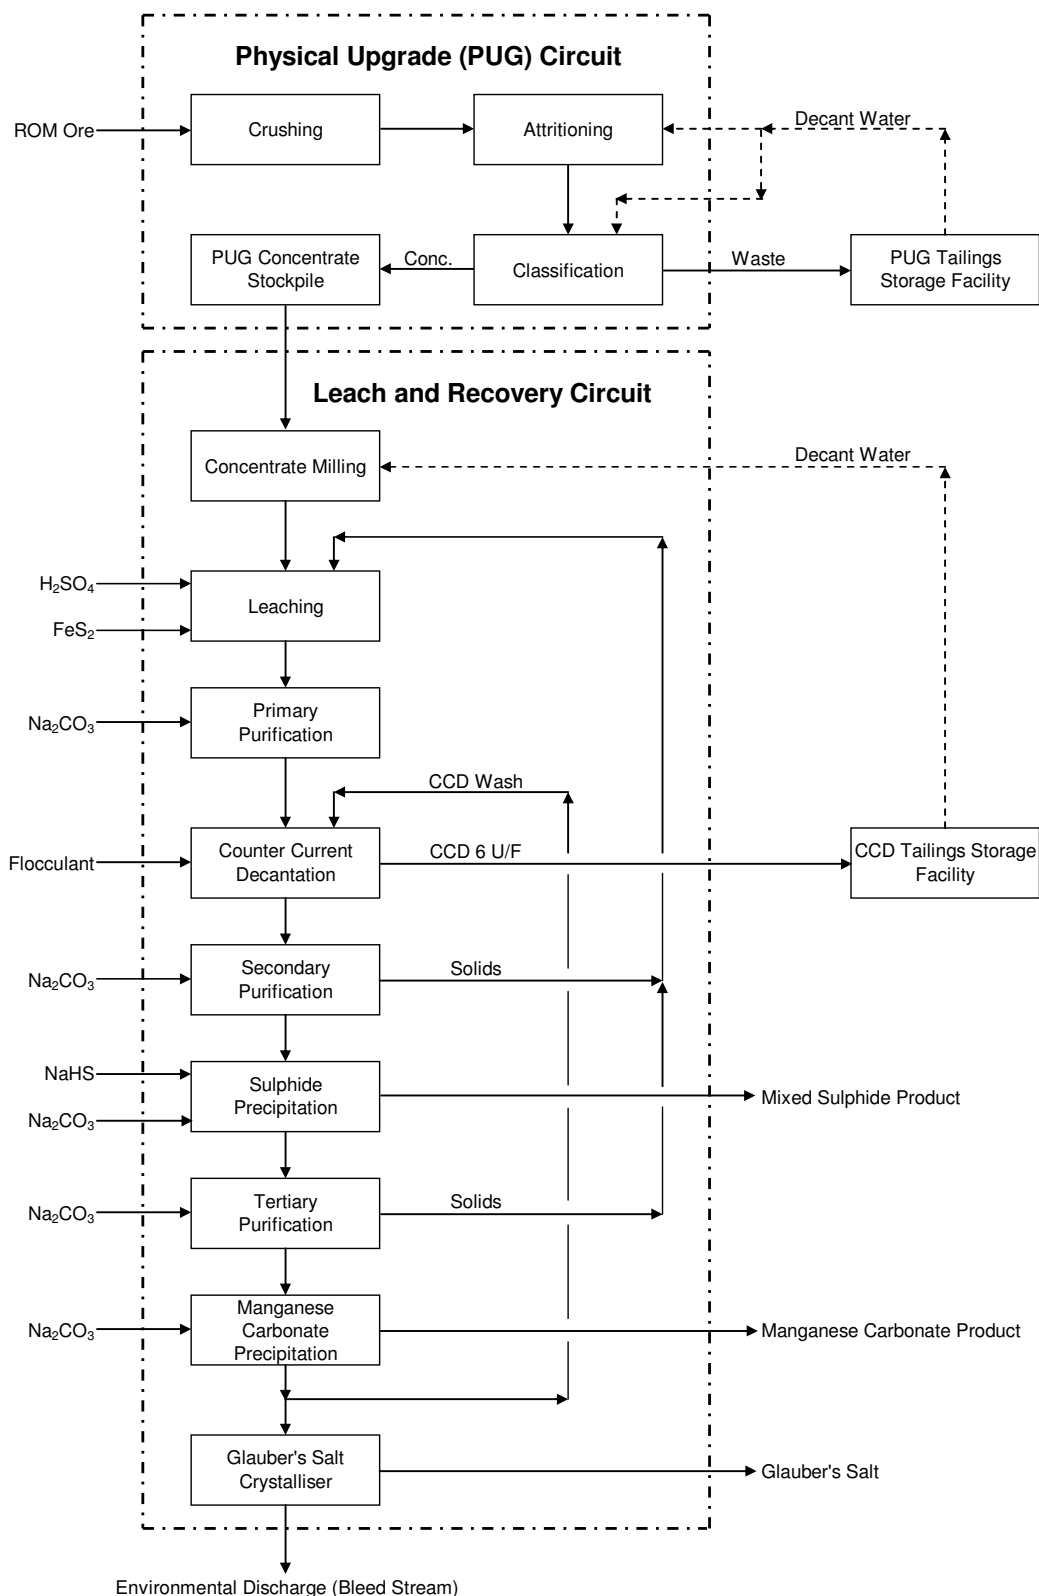 Physical Upgrade (PUG) Circuit
ROM Ore
Crushing
Attritioning
Decant Water
PUG Concentrate
Stockpile
Conc.
Classification
Waste
PUG Tailings
Storage Facility
Leach and Recovery Circuit
Concentrate Milling
Decant Water
H₂SO₄
FeS₂
Leaching
Na₂CO₃
Primary
Purification
CCD Wash
Flocculant
Counter Current
Decantation
CCD 6 U/F
CCD Tailings Storage
Facility
Na₂CO₃
Secondary
Purification
Solids
NaHS
Na₂CO₃
Sulphide
Precipitation
Mixed Sulphide Product
Na₂CO₃
Tertiary
Purification
Solids
Na₂CO₃
Manganese
Carbonate
Precipitation
Manganese Carbonate Product
Glauber's Salt
Crystalliser
Glauber's Salt
Environmental Discharge (Bleed Stream)